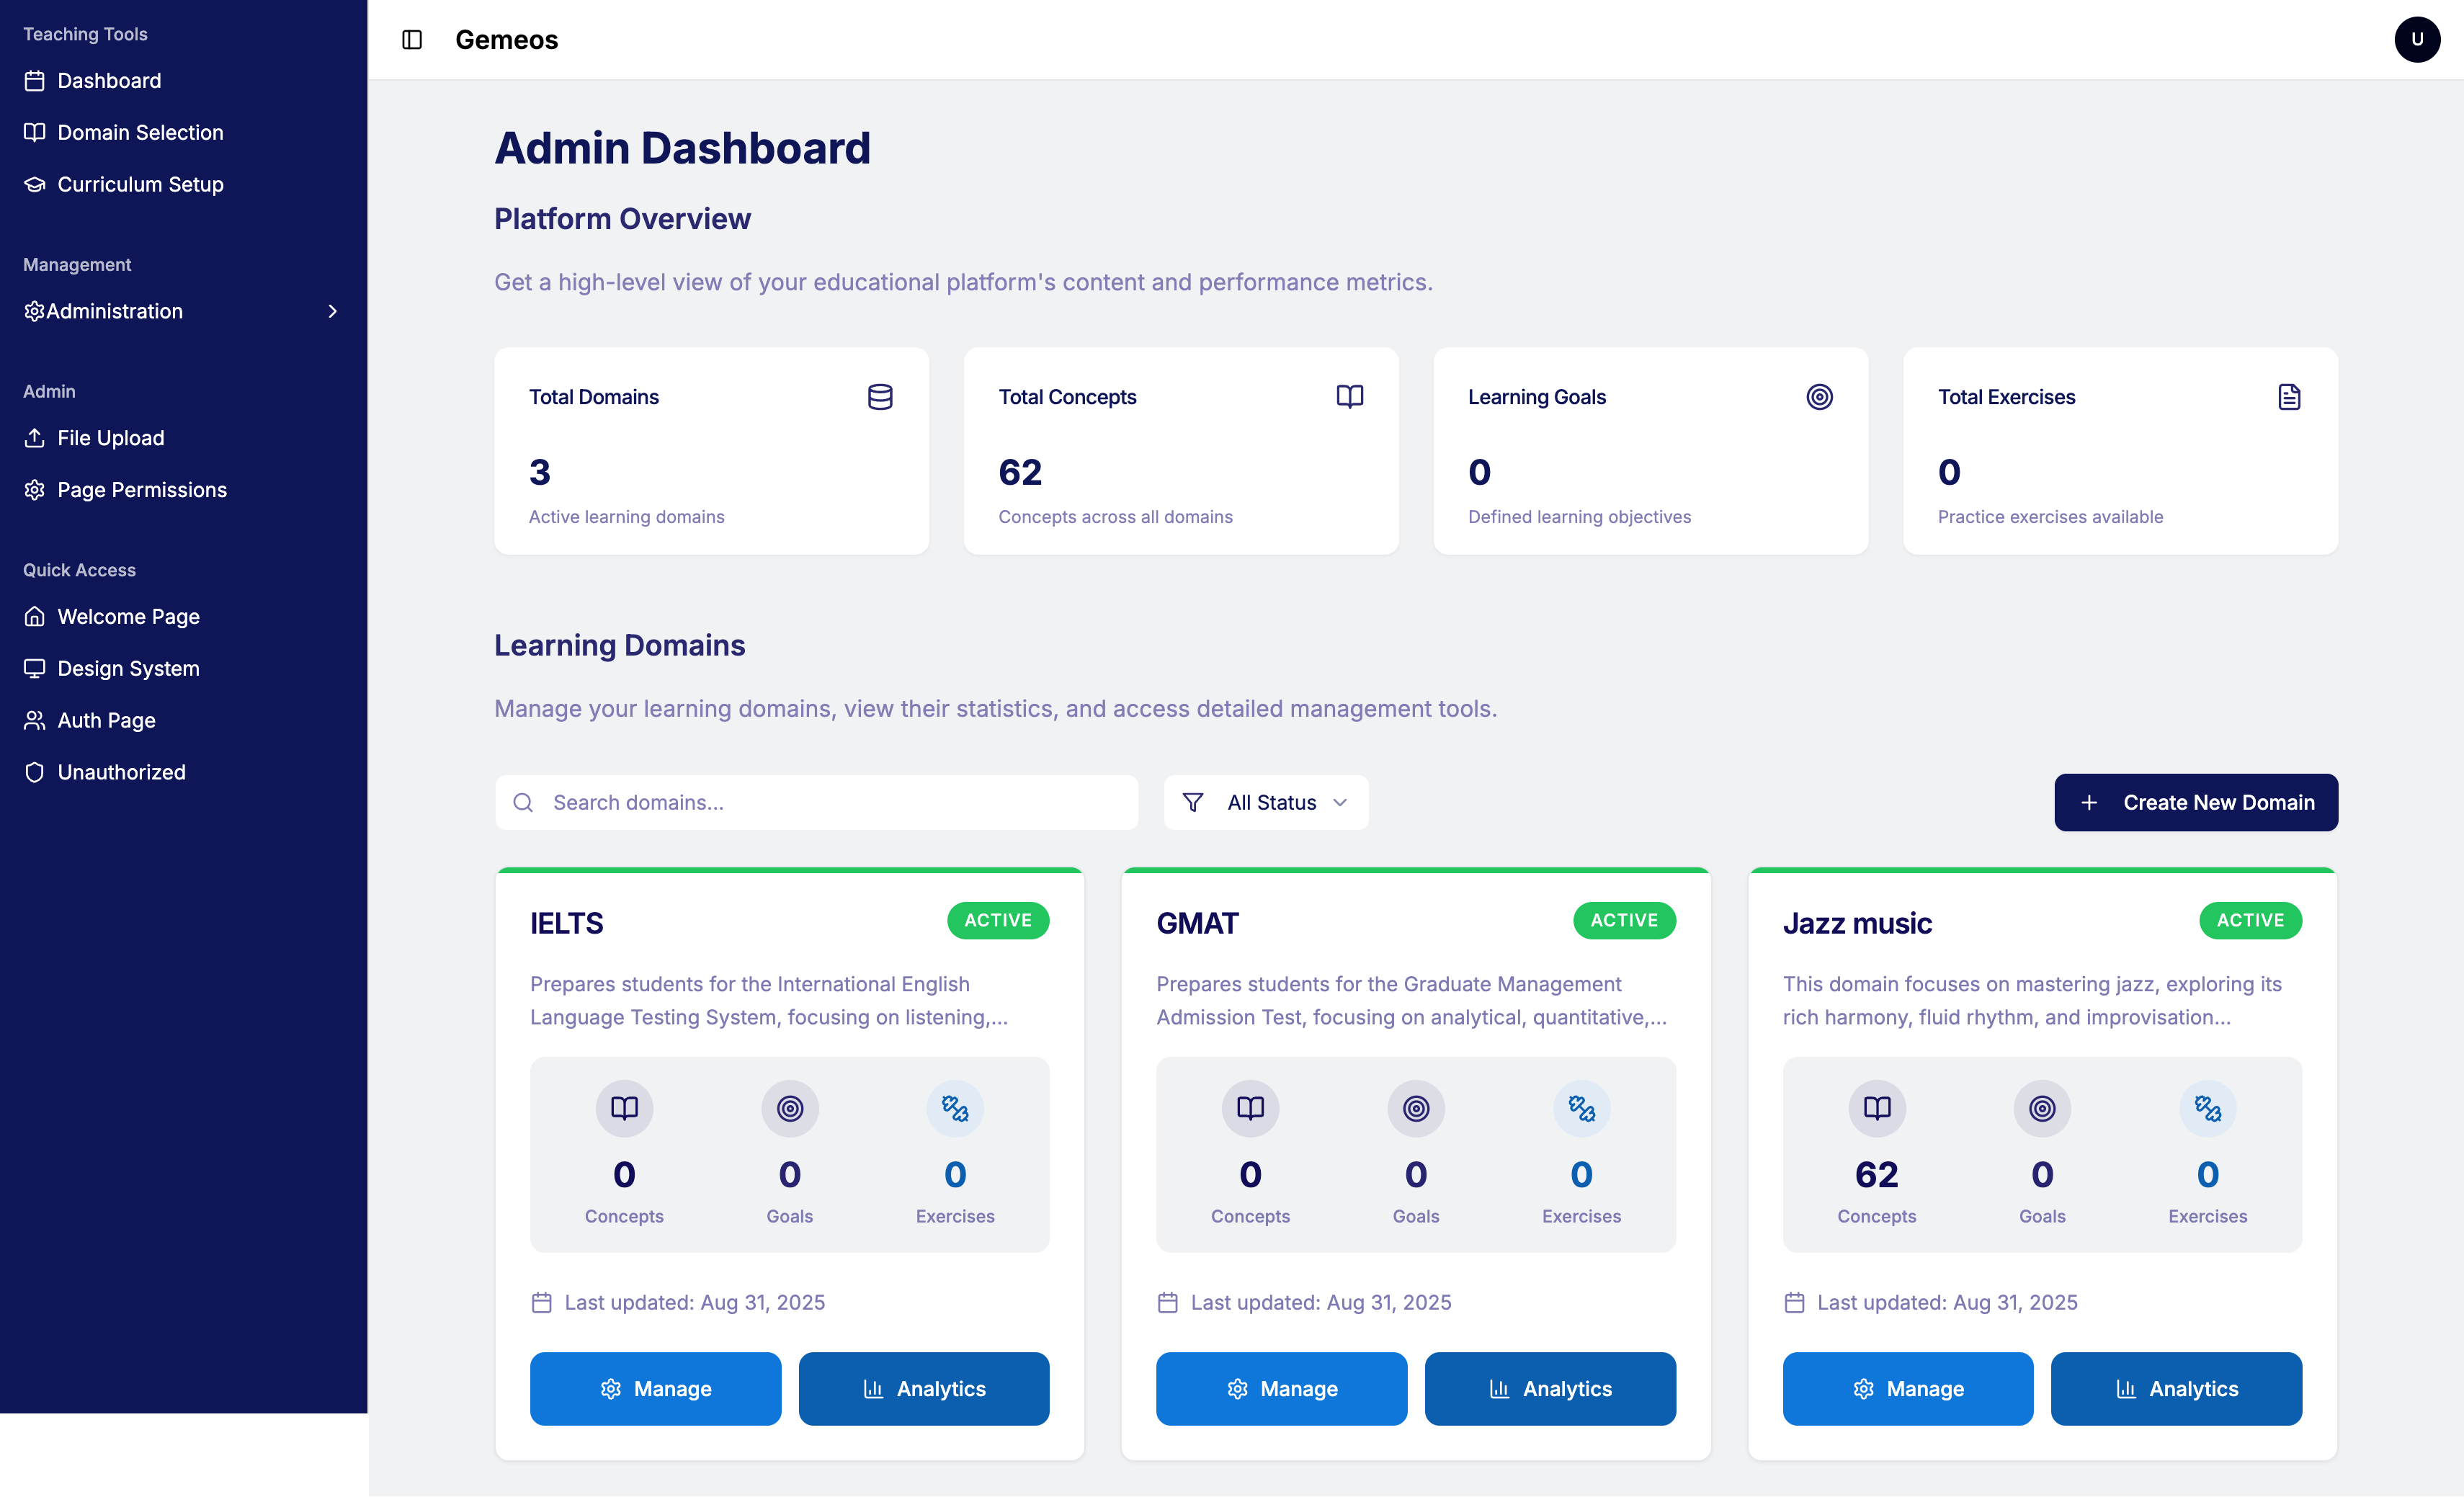 Teaching Tools
Dashboard
Domain Selection
Curriculum Setup
Management
Administration
Admin
File Upload
Page Permissions
Quick Access
Welcome Page
Design System
Auth Page
Unauthorized
Gemeos
U
Admin Dashboard
Platform Overview
Get a high-level view of your educational platform's content and performance metrics.
Total Domains
3
Active learning domains
Total Concepts
62
Concepts across all domains
Learning Goals
0
Defined learning objectives
Total Exercises
0
Practice exercises available
Learning Domains
Manage your learning domains, view their statistics, and access detailed management tools.
Search domains...
All Status
Create New Domain
IELTS
ACTIVE
Prepares students for the International English
Language Testing System, focusing on listening,...
0
Concepts
0
Goals
0
Exercises
Last updated: Aug 31, 2025
Manage
Analytics
GMAT
ACTIVE
Prepares students for the Graduate Management
Admission Test, focusing on analytical, quantitative,...
0
Concepts
0
Goals
0
Exercises
Last updated: Aug 31, 2025
Manage
Analytics
Jazz music
ACTIVE
This domain focuses on mastering jazz, exploring its
rich harmony, fluid rhythm, and improvisation...
62
Concepts
0
Goals
0
Exercises
Last updated: Aug 31, 2025
Manage
Analytics